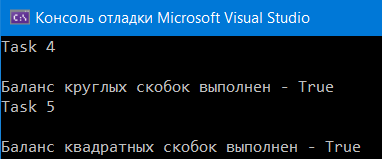 Консоль отладки Microsoft Visual Studio
Task 4
Баланс круглых скобок выполнен - True
Task 5
Баланс квадратных скобок выполнен - True